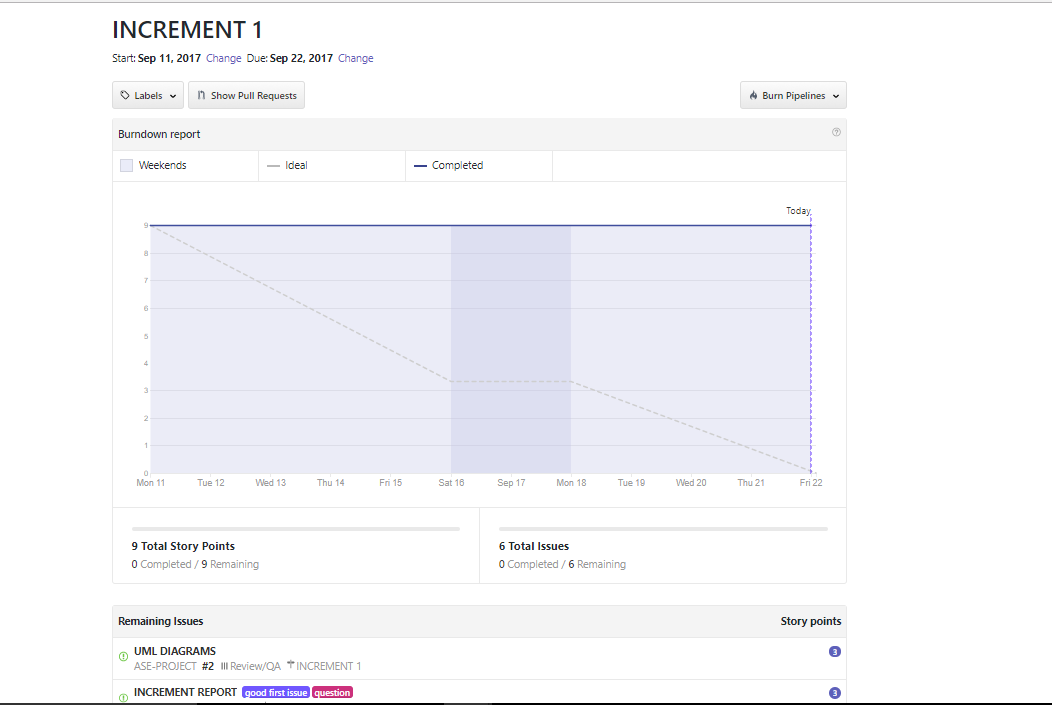 INCREMENT 1
Start: Sep 11, 2017 Change Due: Sep 22, 2017 Change
Labels Show Pull Requests Burn Pipelines
Burndown report
Weekends Ideal Completed
Today
9
8
7
6
5
4
3
2
1
0
Mon 11 Tue 12 Wed 13 Thu 14 Fri 15 Sat 16 Sep 17 Mon 18 Tue 19 Wed 20 Thu 21 Fri 22
9 Total Story Points
0 Completed / 9 Remaining
6 Total Issues
0 Completed / 6 Remaining
Remaining Issues Story points
UML DIAGRAMS 3
ASE-PROJECT #2 Review/QA INCREMENT 1
INCREMENT REPORT good first issue question 3